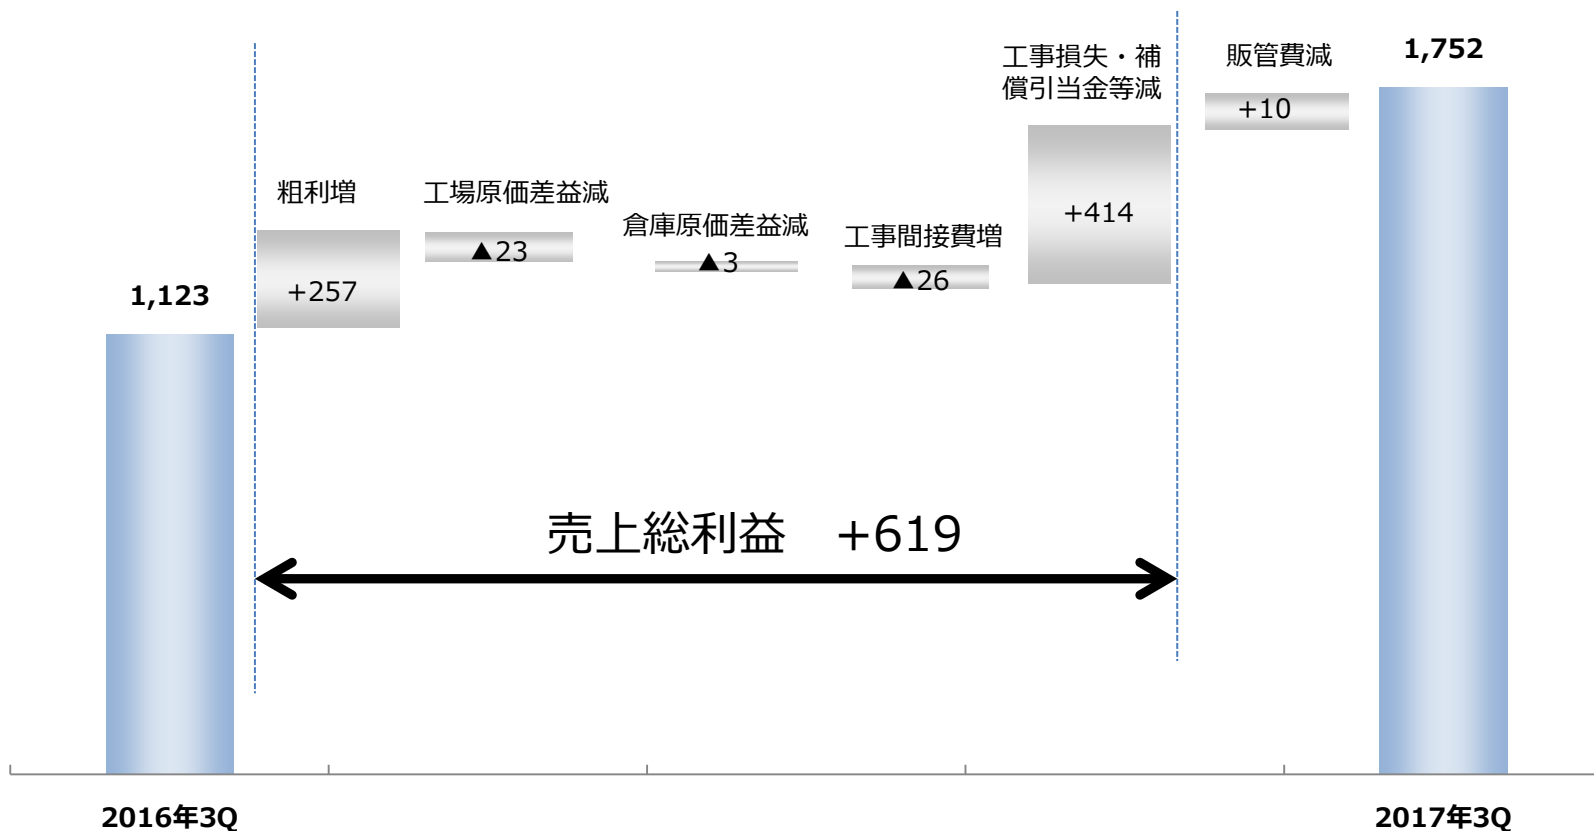 1,123
粗利増
+257
工場原価差益減
▲23
倉庫原価差益減
▲3
工事間接費増
▲26
工事損失・補
償引当金等減
+414
販管費減
+10
1,752
売上総利益　+619
2016年3Q
2017年3Q